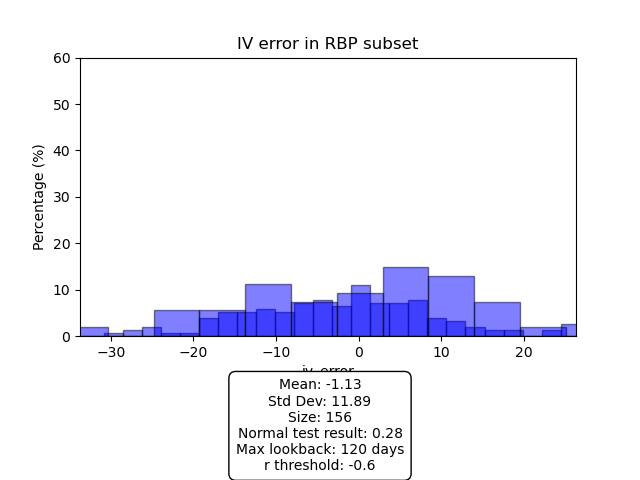 IV error in RBP subset
Percentage (%)
60
50
40
30
20
10
0
−30
−20
−10
0
10
20
iv_error
Mean: -1.13
Std Dev: 11.89
Size: 156
Normal test result: 0.28
Max lookback: 120 days
r threshold: -0.6